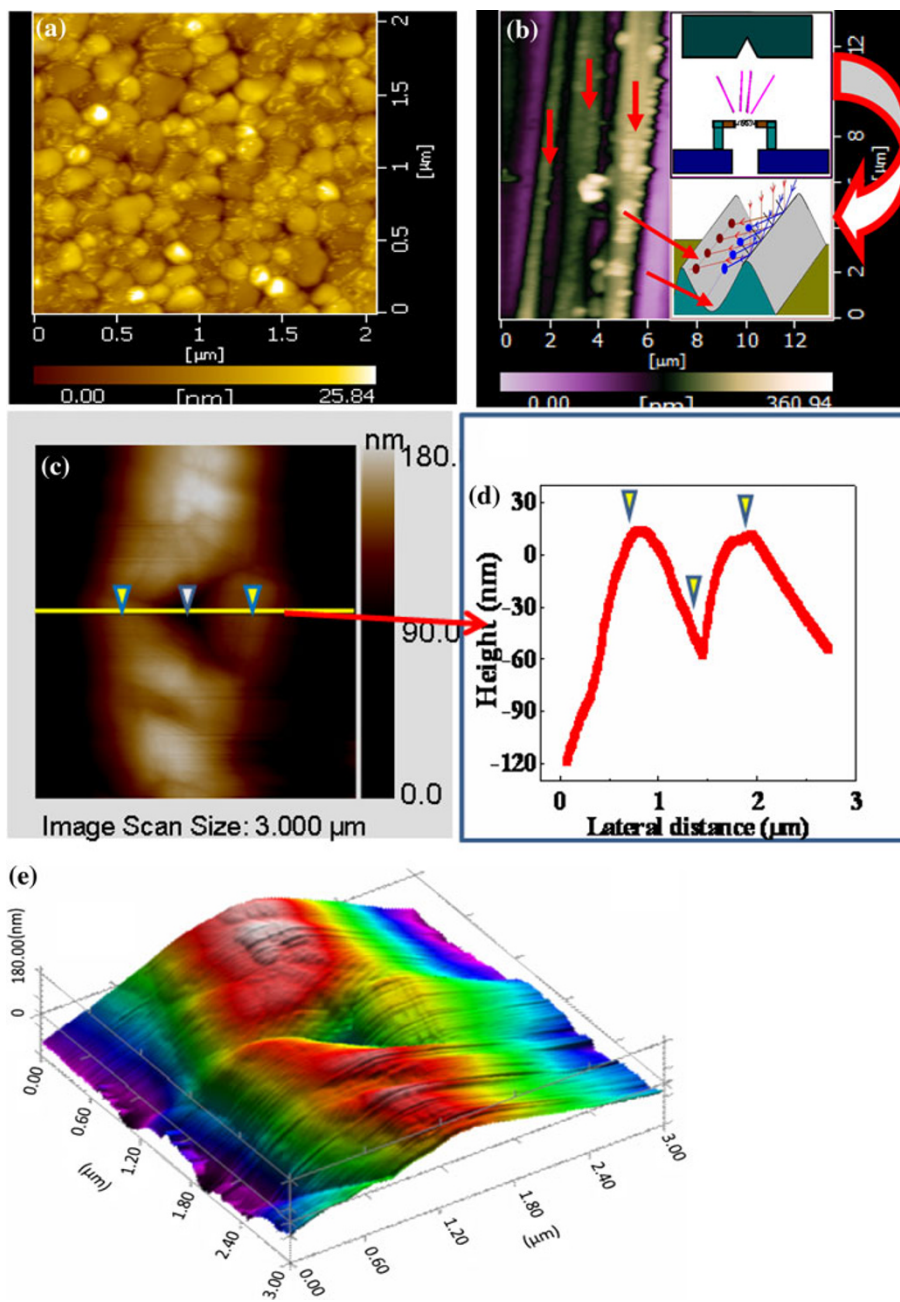 (a)
2
1.5
1
0.5
0
[µm]
0
0.5
1
1.5
2
[µm]
0.00 [nm] 25.84
(b)
12
8
6
4
2
0
[µm]
0 2 4 6 8 10 12
[µm]
0.00 [nm] 360.94
(c)
nm
180.
90.0
0.0
Image Scan Size: 3.000 µm
(d)
30
0
-30
-60
-90
-120
Height (nm)
0 1 2 3
Lateral distance (µm)
(e)
180.00(nm)
0
0.00
0.60
1.20
1.80
2.40
3.00
(µm)
0.00
0.60
1.20
1.80
2.40
3.00
(µm)